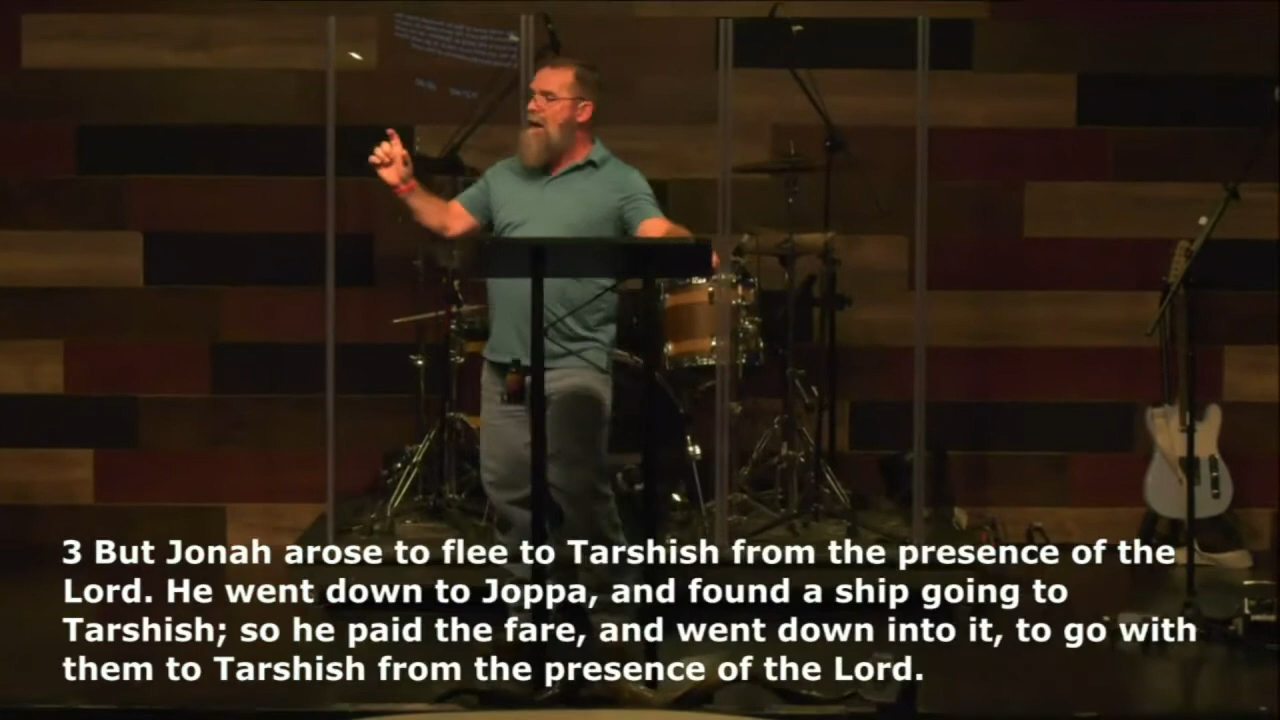 3 But Jonah arose to flee to Tarshish from the presence of the
Lord. He went down to Joppa, and found a ship going to
Tarshish; so he paid the fare, and went down into it, to go with
them to Tarshish from the presence of the Lord.